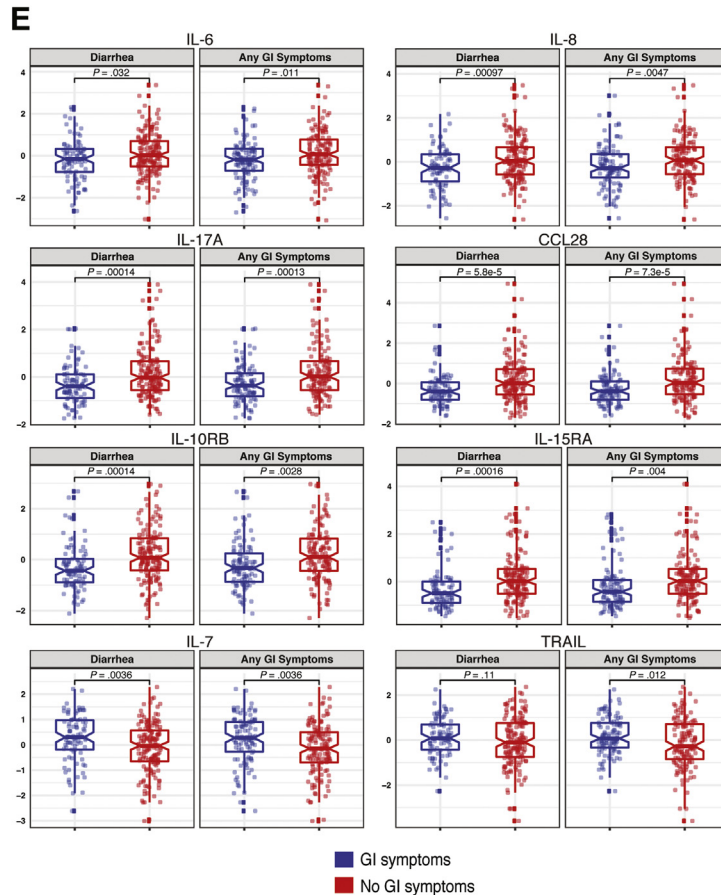 E
IL-6 IL-8
Diarrhea Any GI Symptoms Diarrhea Any GI Symptoms
P = .032 P = .011 P = .00097 P = .0047
4 4
2 2
0 0
−2 −2
IL-17A CCL28
Diarrhea Any GI Symptoms Diarrhea Any GI Symptoms
P = .00014 P = .00013 P = 5.8e-5 P = 7.3e-5
4 4
2 2
0 0
−2 −2
IL-10RB IL-15RA
Diarrhea Any GI Symptoms Diarrhea Any GI Symptoms
P = .00014 P = .0028 P = .00016 P = .004
4
2 2
0 0
−2
IL-7 TRAIL
Diarrhea Any GI Symptoms Diarrhea Any GI Symptoms
P = .0036 P = .0036 P = .11 P = .012
2 2
1
0 0
−1
−2 −2
−3
GI symptoms
No GI symptoms